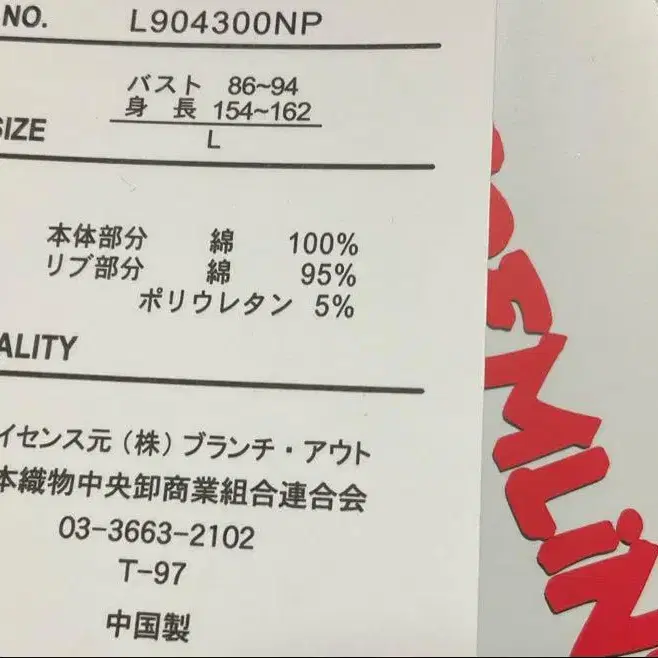 NO. L904300NP
バスト 86~94
身長 154~162
SIZE
L
本体部分 綿 100%
リブ部分 綿 95%
ポリウレタン 5%
ALITY
イセンス元(株)ブランチ・アウト
本織物中央卸商業組合連合会
03-3663-2102
T-97
中国製